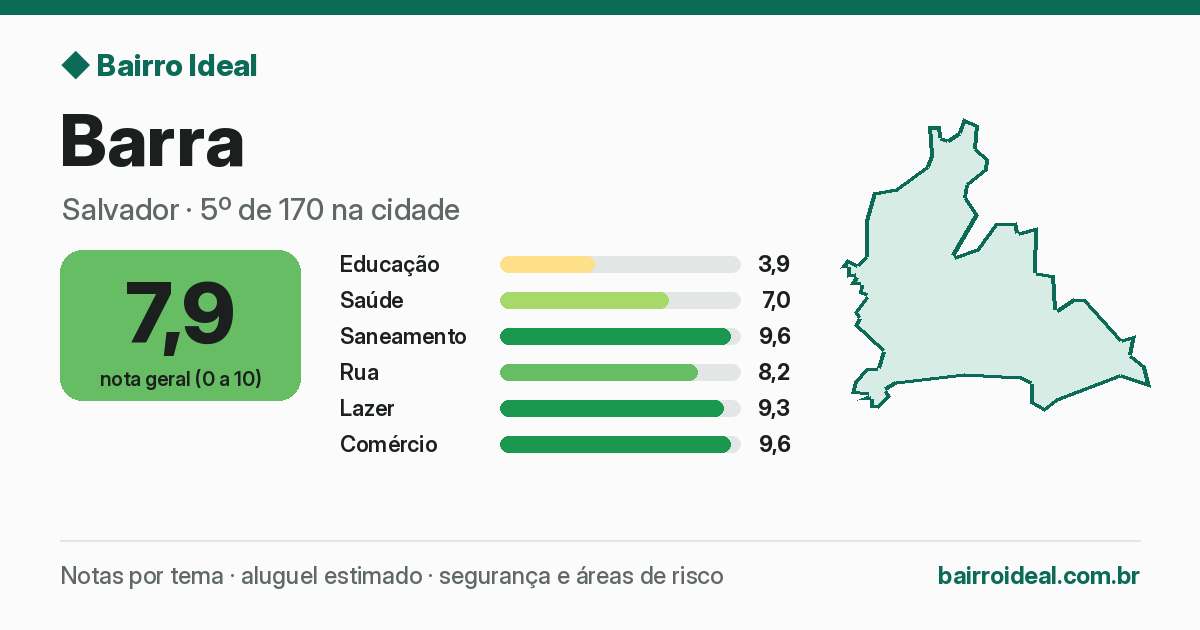 Bairro Ideal
Barra
Salvador · 5º de 170 na cidade
7,9
nota geral (0 a 10)
Educação 3,9
Saúde 7,0
Saneamento 9,6
Rua 8,2
Lazer 9,3
Comércio 9,6
Notas por tema · aluguel estimado · segurança e áreas de risco
bairroideal.com.br